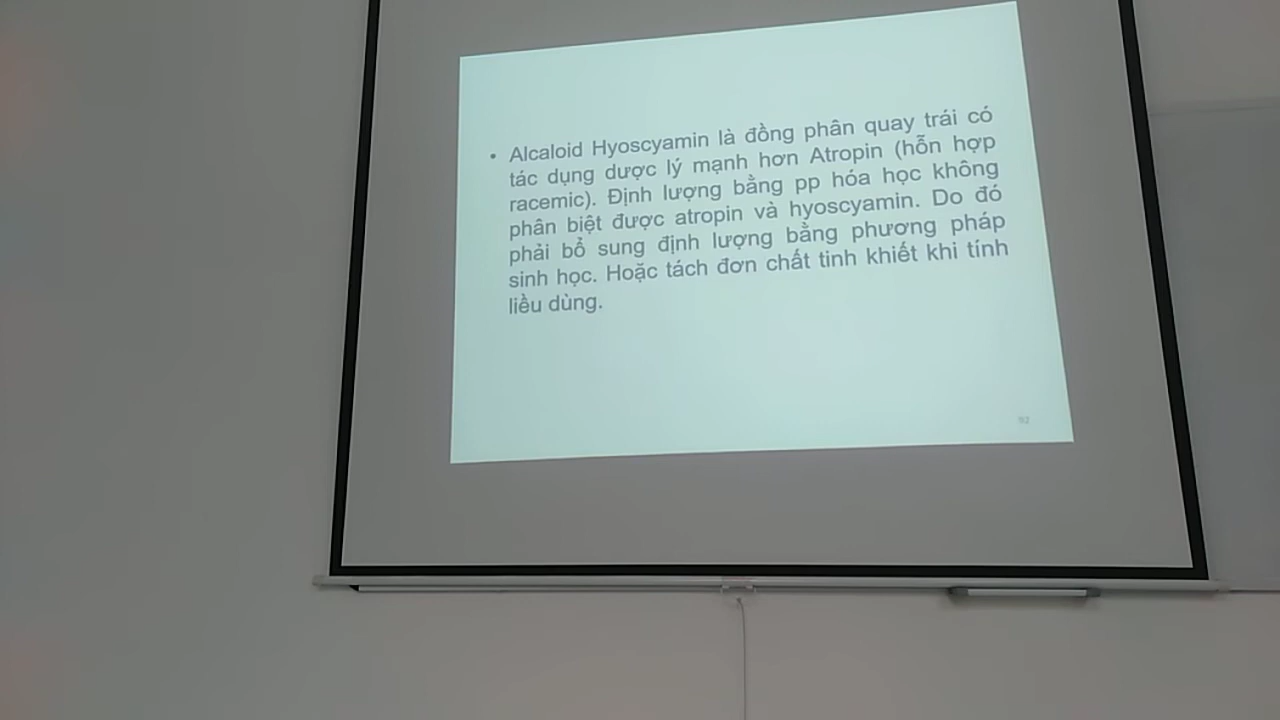 • Alcaloid Hyoscyamin là đồng phân quay trái có
tác dụng dược lý mạnh hơn Atropin (hỗn hợp
racemic). Định lượng bằng pp hóa học không
phân biệt được atropin và hyoscyamin. Do đó
phải bổ sung định lượng bằng phương pháp
sinh học. Hoặc tách đơn chất tinh khiết khi tính
liều dùng.